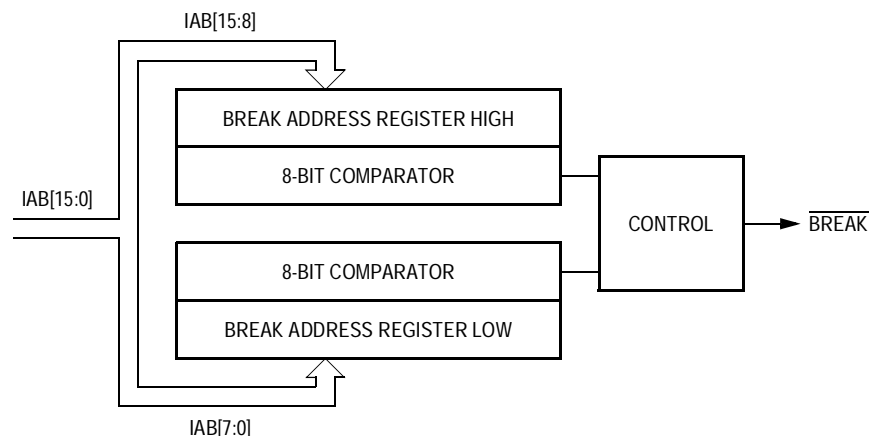 IAB[15:8]
BREAK ADDRESS REGISTER HIGH
8-BIT COMPARATOR
IAB[15:0]
CONTROL
BREAK
8-BIT COMPARATOR
BREAK ADDRESS REGISTER LOW
IAB[7:0]